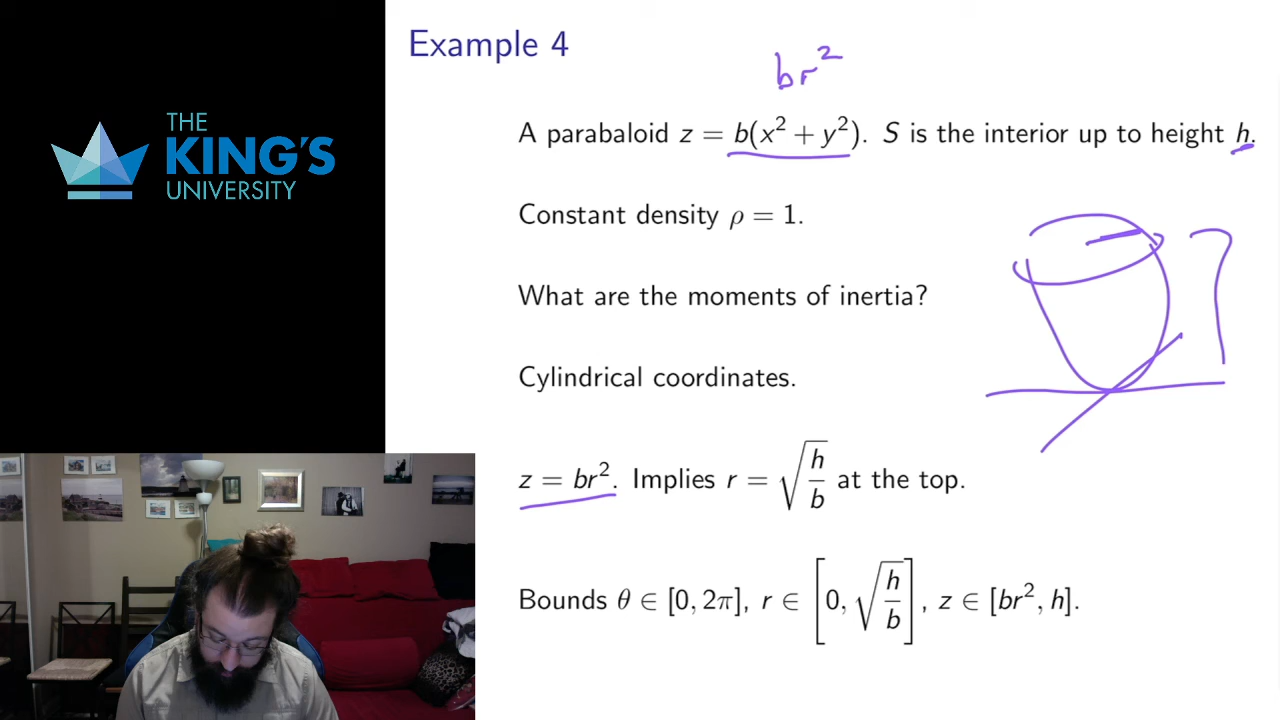 THE
KING'S
UNIVERSITY
Example 4
br²
A parabaloid z = b(x² + y²). S is the interior up to height h.
Constant density ρ = 1.
What are the moments of inertia?
Cylindrical coordinates.
z = br². Implies r = √(h/b) at the top.
Bounds θ ∈ [0, 2π], r ∈ [0, √(h/b)], z ∈ [br², h].